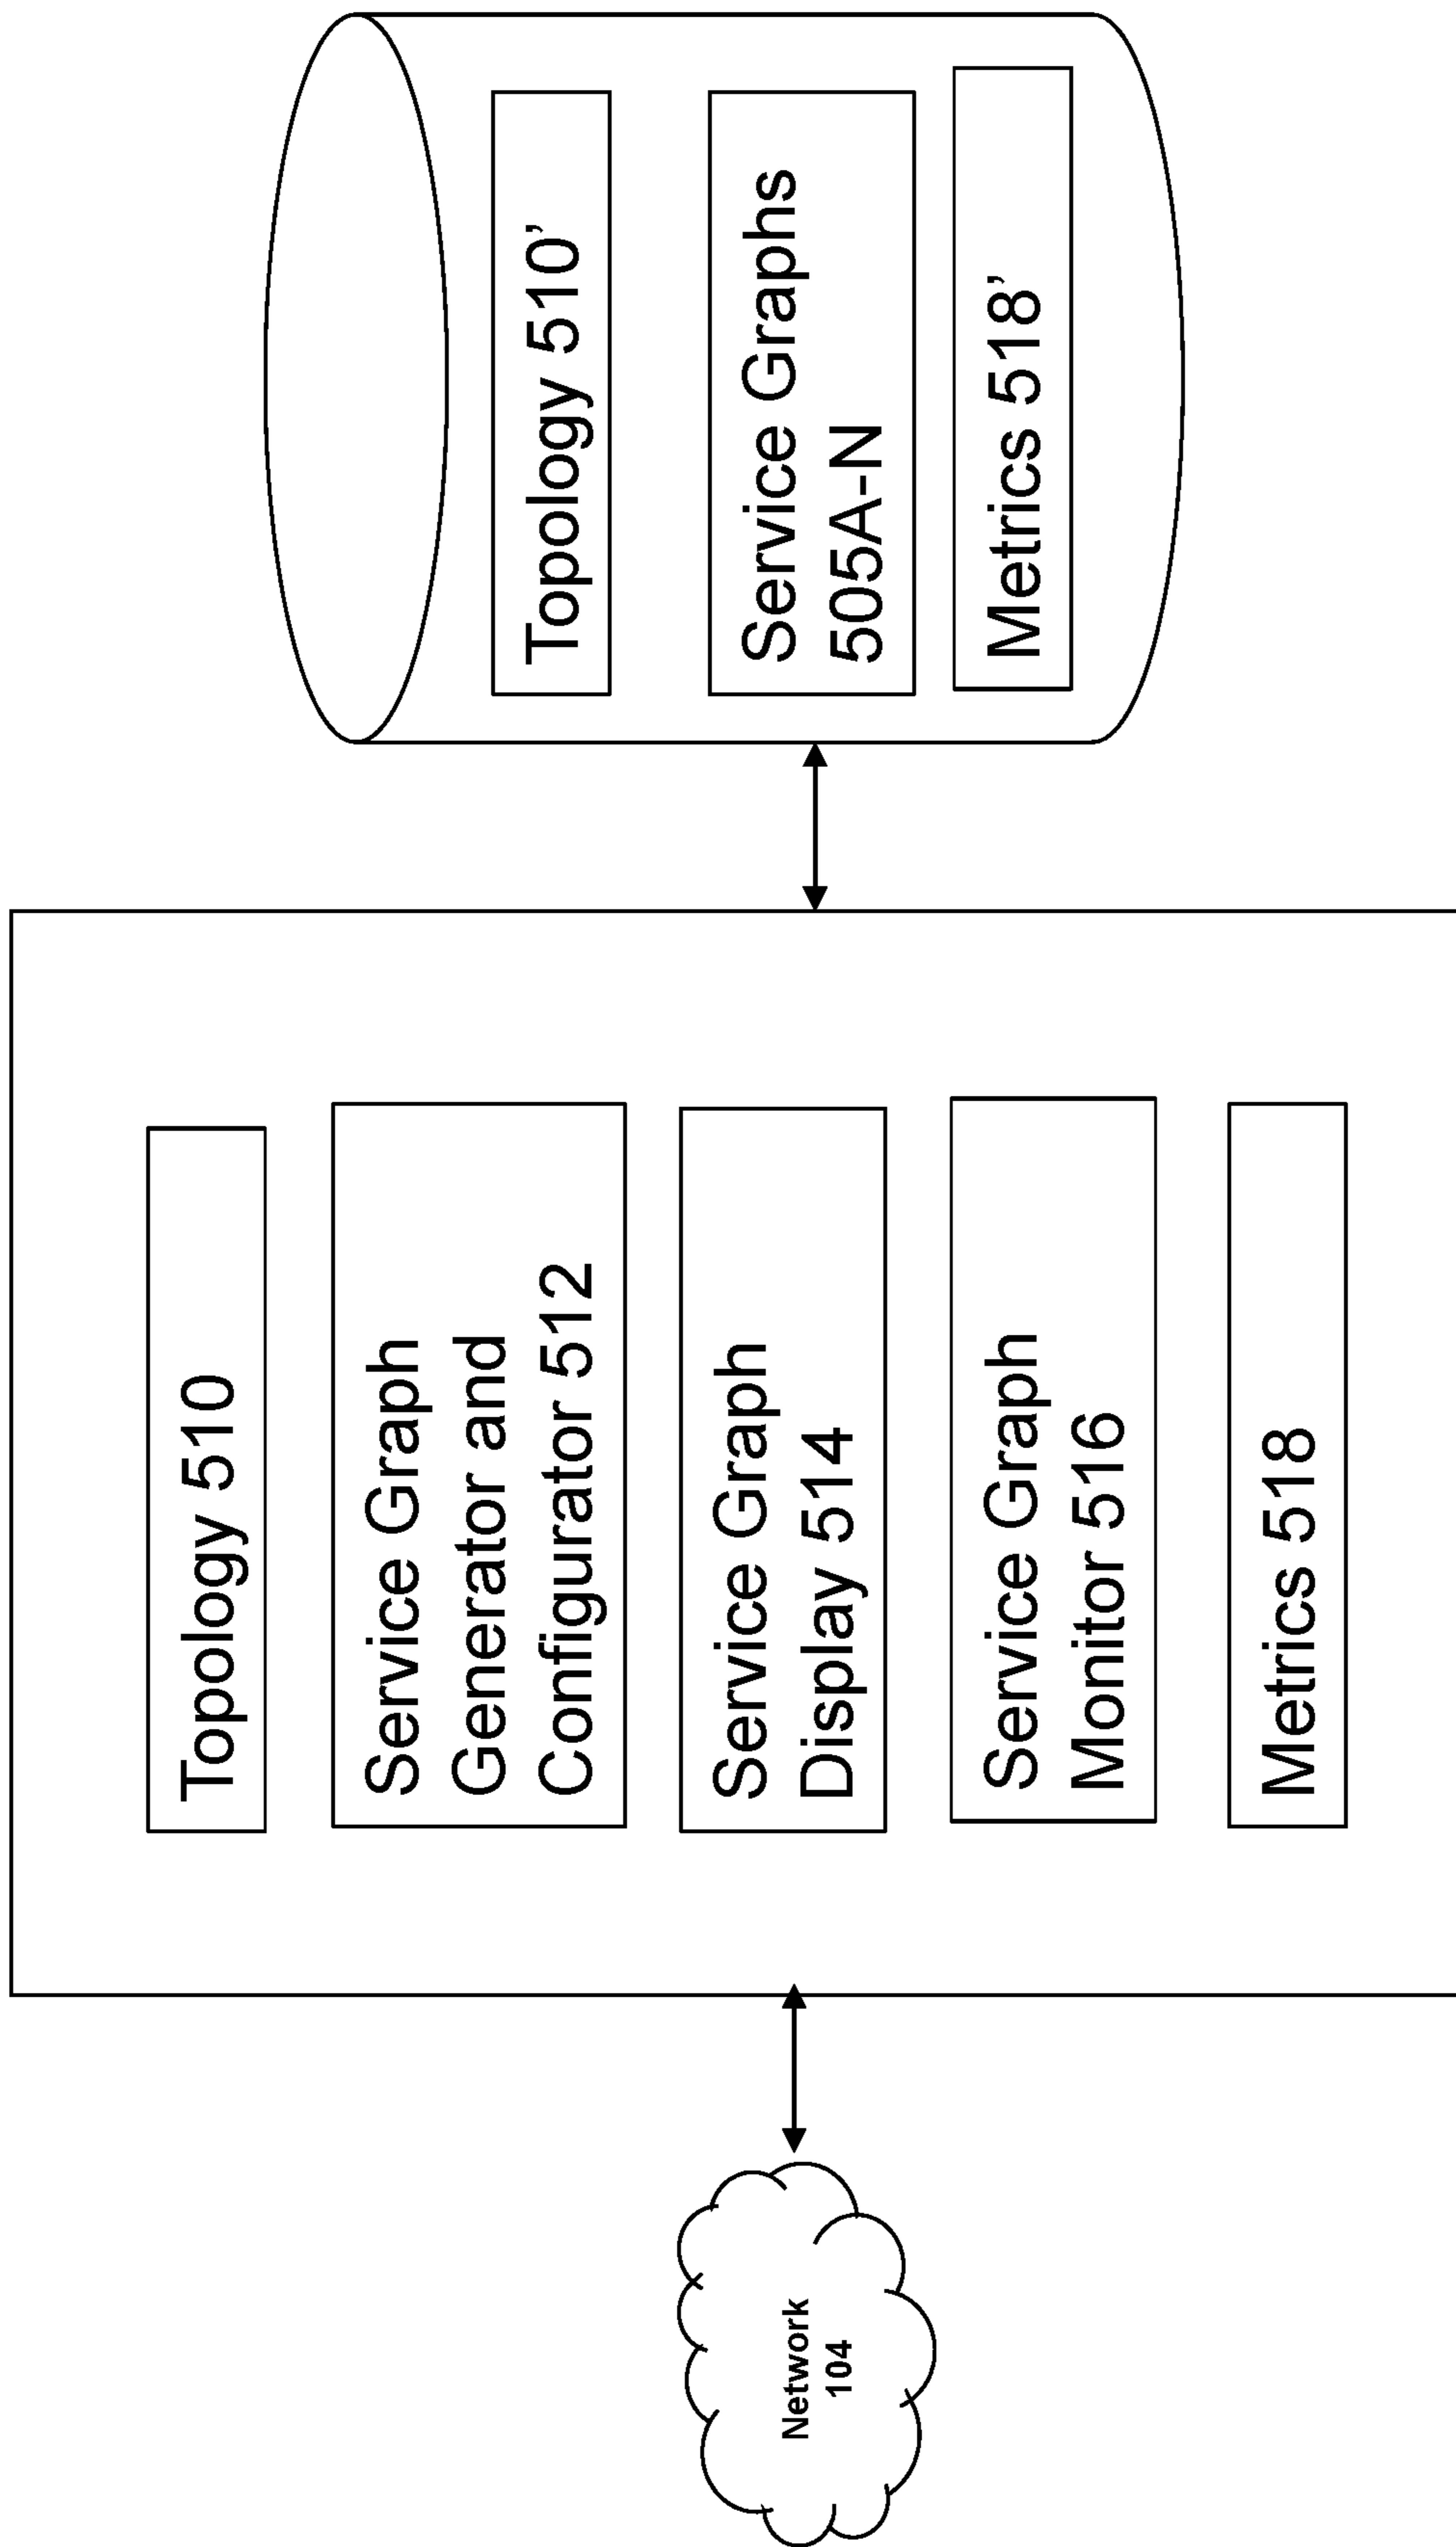 Network
104
Topology 510
Service Graph
Generator and
Configurator 512
Service Graph
Display 514
Service Graph
Monitor 516
Metrics 518
Topology 510’
Service Graphs
505A-N
Metrics 518’